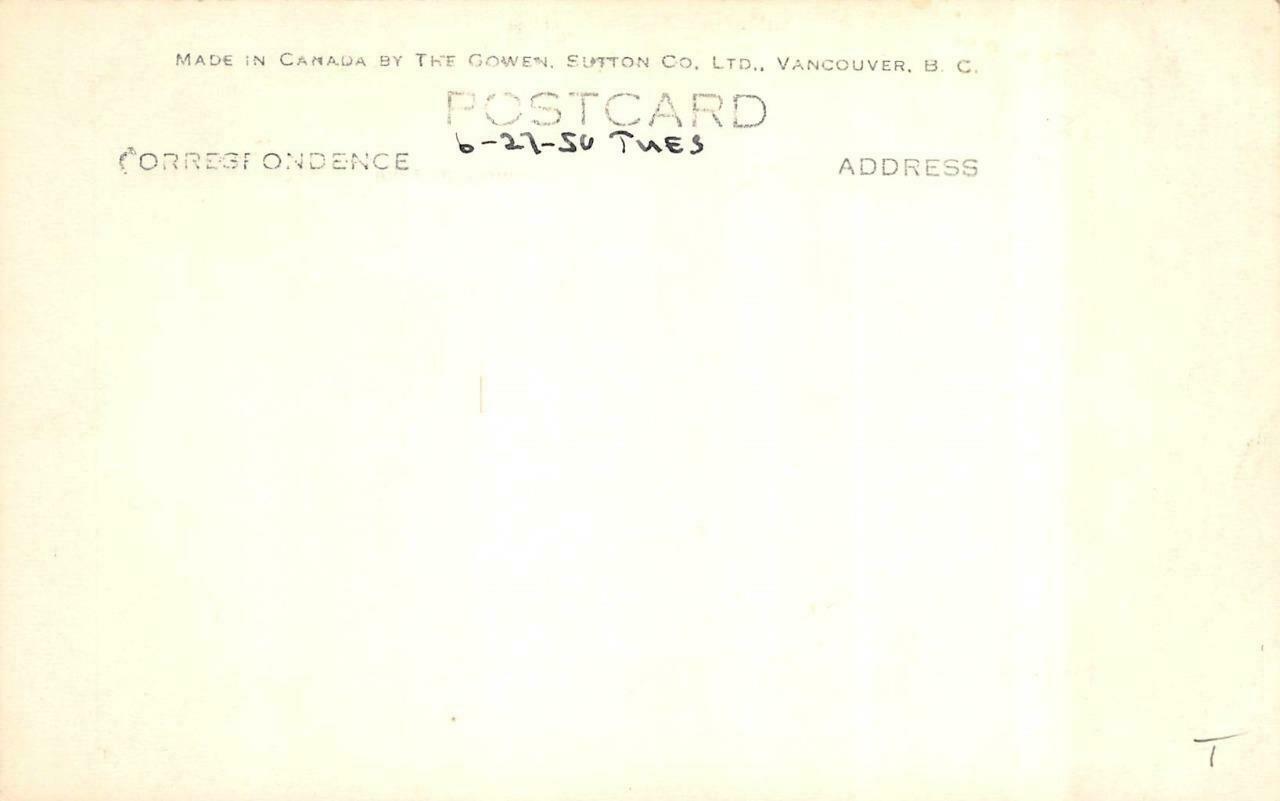 MADE IN CANADA BY THE GOWEN, SUTTON CO. LTD., VANCOUVER, B. C.
POSTCARD
6-27-50 TUES
CORRESPONDENCE
ADDRESS
T